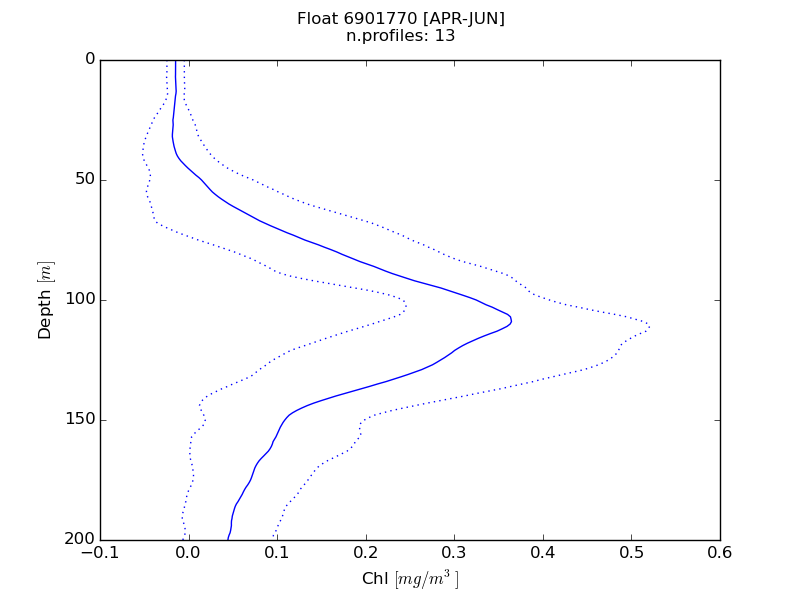 Float 6901770 [APR-JUN]
n.profiles: 13
0
50
100
150
200
Depth [m]
−0.1 0.0 0.1 0.2 0.3 0.4 0.5 0.6
Chl [mg/m³ ]